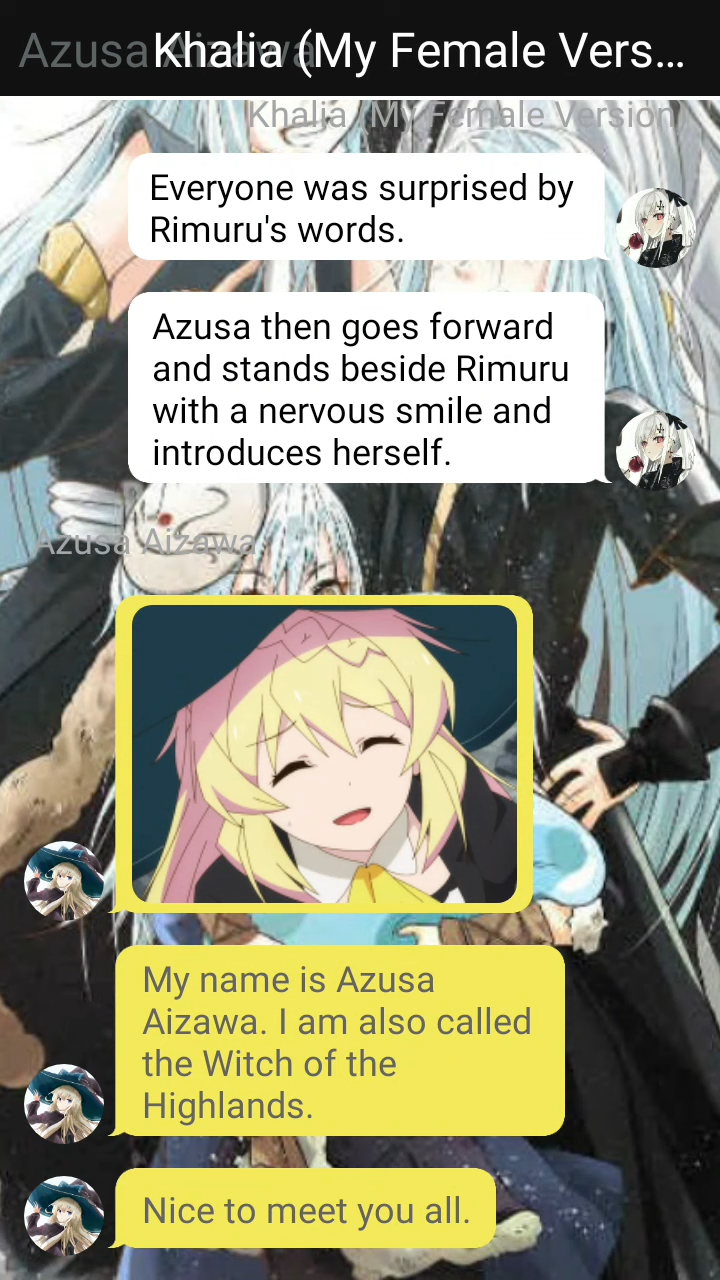 Azusa Aizawa
Khalia (My Female Vers...
Khalia (My Female Version)
Everyone was surprised by
Rimuru's words.
Azusa then goes forward
and stands beside Rimuru
with a nervous smile and
introduces herself.
Azusa Aizawa
My name is Azusa
Aizawa. I am also called
the Witch of the
Highlands.
Nice to meet you all.